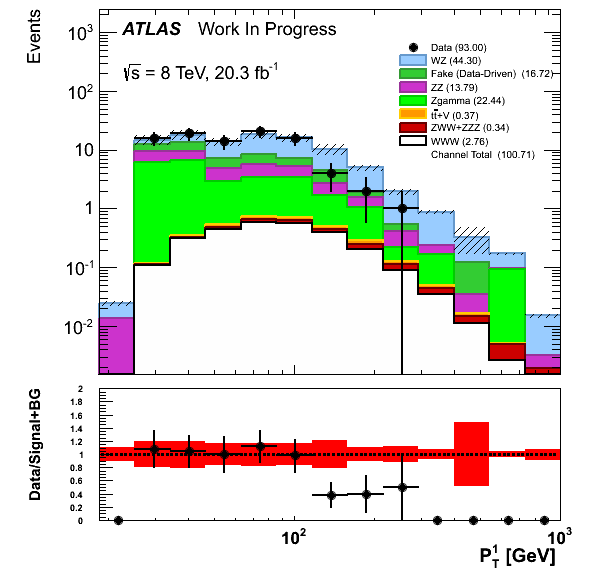 Events
10³
10²
10
1
10⁻¹
10⁻²
ATLAS Work In Progress
√s = 8 TeV, 20.3 fb⁻¹
Data (93.00)
WZ (44.30)
Fake (Data-Driven) (16.72)
ZZ (13.79)
Zgamma (22.44)
tt̄+V (0.37)
ZWW+ZZZ (0.34)
WWW (2.76)
Channel Total (100.71)
Data/Signal+BG
2
1.8
1.6
1.4
1.2
1
0.8
0.6
0.4
0.2
0
10² 10³
P¹_T [GeV]